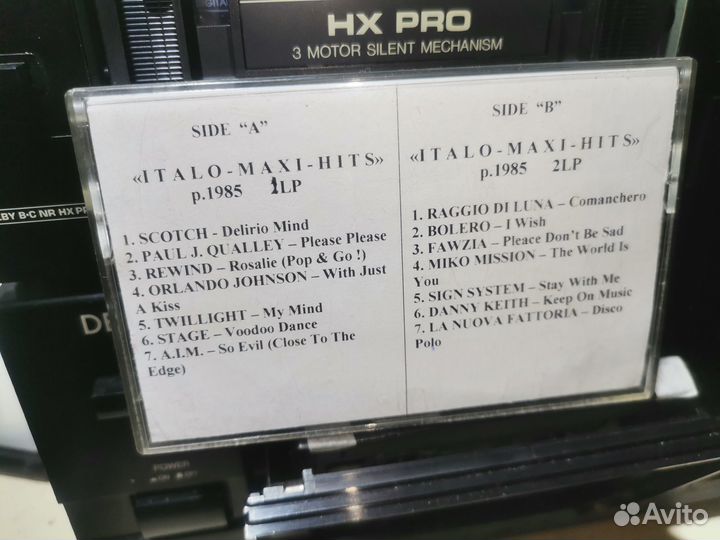 HX PRO
3 MOTOR SILENT MECHANISM
SIDE "A"
«ITALO-MAXI-HITS»
p.1985 1LP
1. SCOTCH - Delirio Mind
2. PAUL J. QUALLEY – Please Please
3. REWIND – Rosalie (Pop & Go !)
4. ORLANDO JOHNSON – With Just
A Kiss
5. TWILLIGHT – My Mind
6. STAGE – Voodoo Dance
7. A.I.M. – So Evil (Close To The
Edge)
SIDE "B"
«ITALO-MAXI-HITS»
p.1985 2LP
1. RAGGIO DI LUNA – Comanchero
2. BOLERO – I Wish
3. FAWZIA – Pleace Don't Be Sad
4. MIKO MISSION – The World Is
You
5. SIGN SYSTEM – Stay With Me
6. DANNY KEITH – Keep On Music
7. LA NUOVA FATTORIA – Disco
Polo
LBY B·C NR HX PR
DE
POWER
Avito